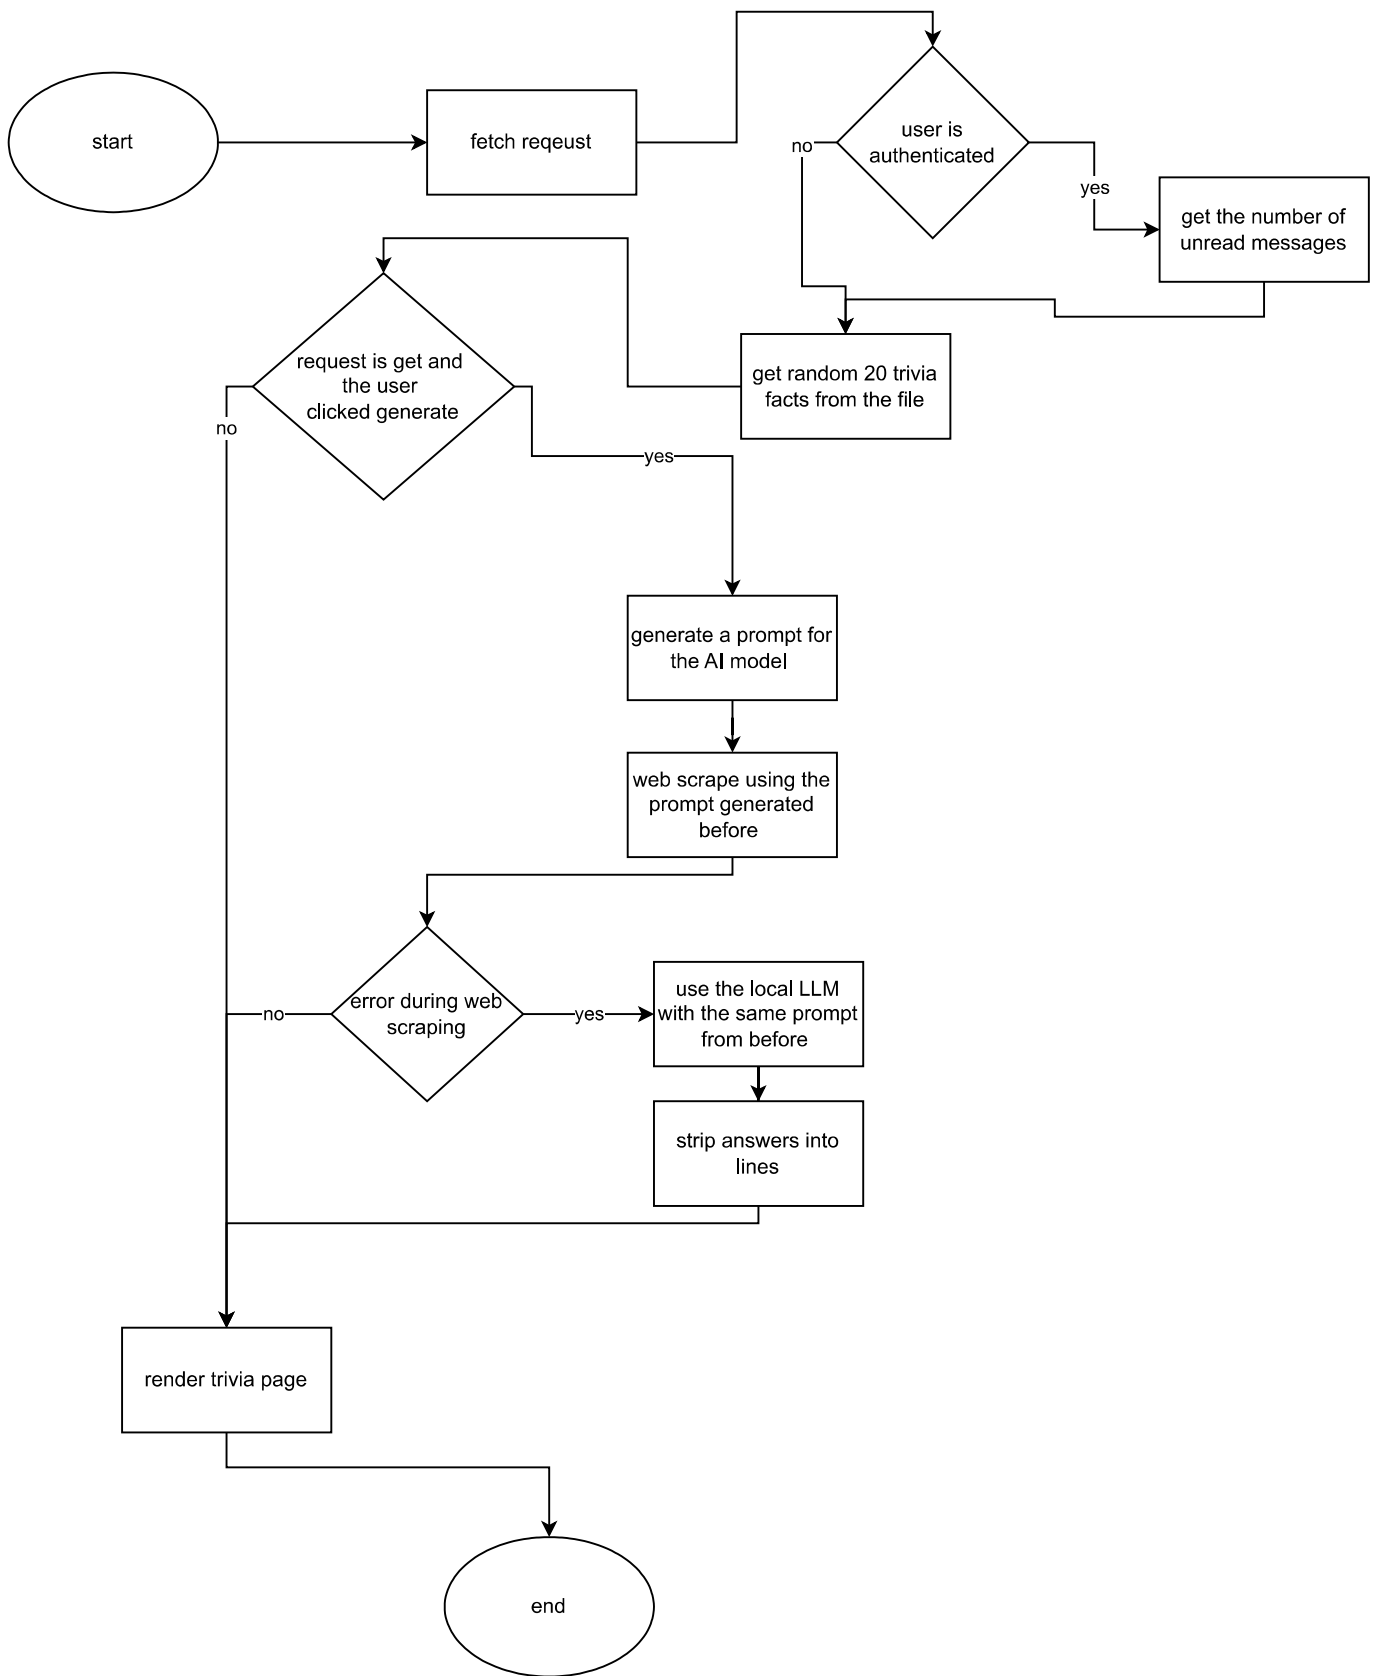 start
fetch reqeust
user is
authenticated
no
yes
get the number of
unread messages
request is get and
the user
clicked generate
get random 20 trivia
facts from the file
no
yes
generate a prompt for
the AI model
web scrape using the
prompt generated
before
error during web
scraping
no
yes
use the local LLM
with the same prompt
from before
strip answers into
lines
render trivia page
end